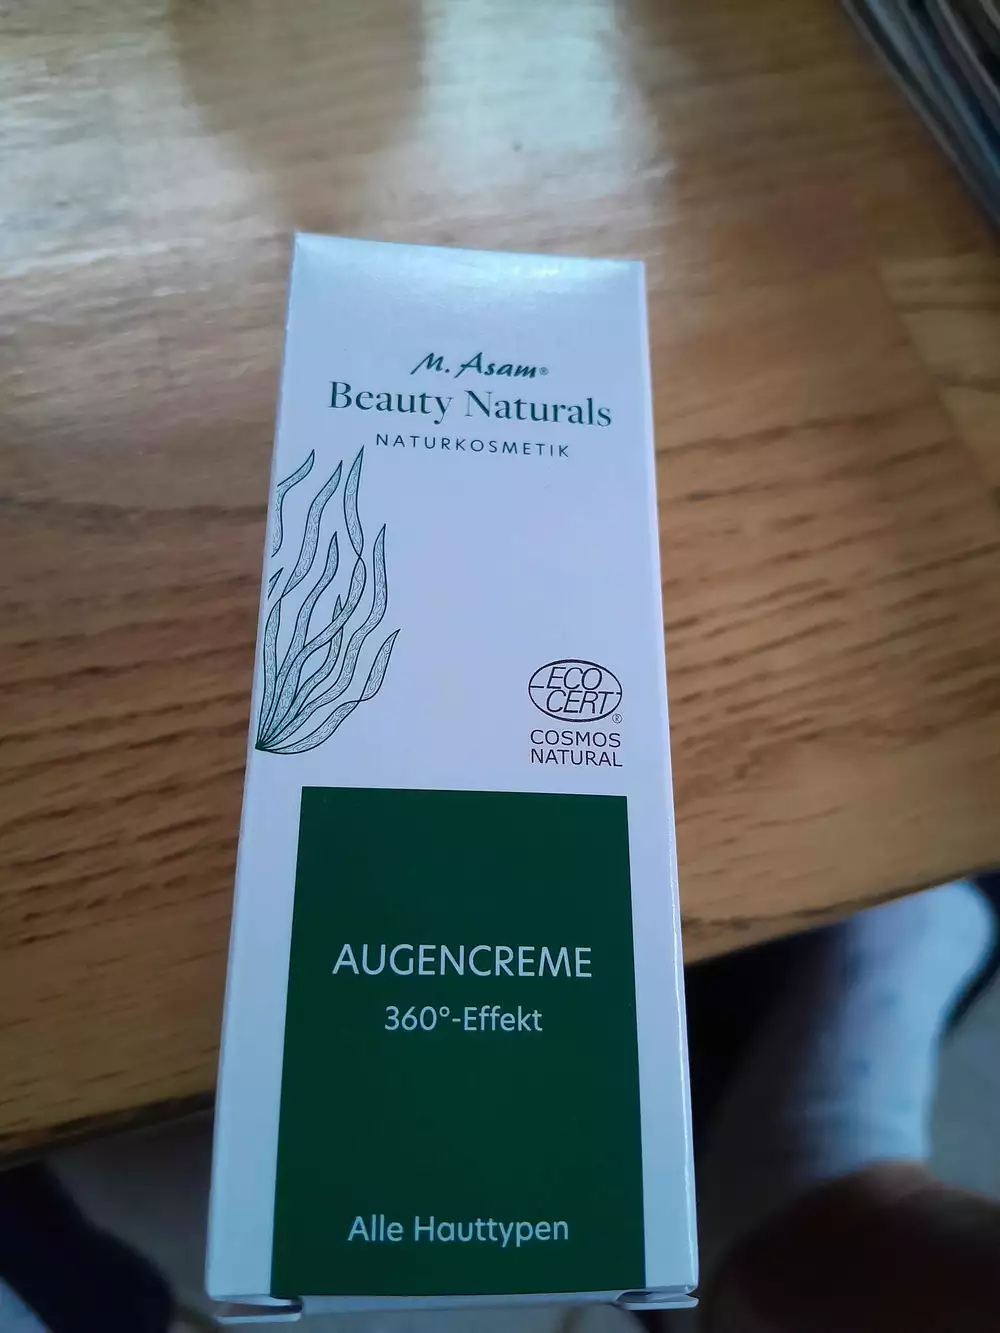 M. Asam®
Beauty Naturals
NATURKOSMETIK
ECO
CERT®
COSMOS
NATURAL
AUGENCREME
360°-Effekt
Alle Hauttypen